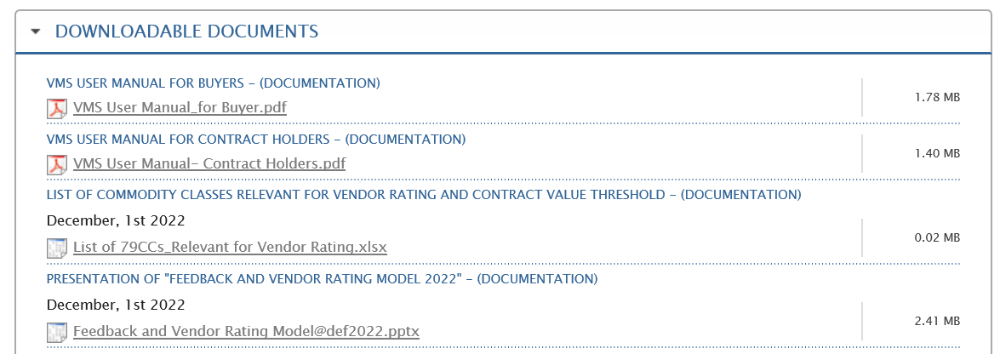 DOWNLOADABLE DOCUMENTS
VMS USER MANUAL FOR BUYERS – (DOCUMENTATION)
VMS User Manual_for Buyer.pdf
1.78 MB
VMS USER MANUAL FOR CONTRACT HOLDERS – (DOCUMENTATION)
VMS User Manual– Contract Holders.pdf
1.40 MB
LIST OF COMMODITY CLASSES RELEVANT FOR VENDOR RATING AND CONTRACT VALUE THRESHOLD – (DOCUMENTATION)
December, 1st 2022
List of 79CCs_Relevant for Vendor Rating.xlsx
0.02 MB
PRESENTATION OF "FEEDBACK AND VENDOR RATING MODEL 2022" – (DOCUMENTATION)
December, 1st 2022
Feedback and Vendor Rating Model@def2022.pptx
2.41 MB